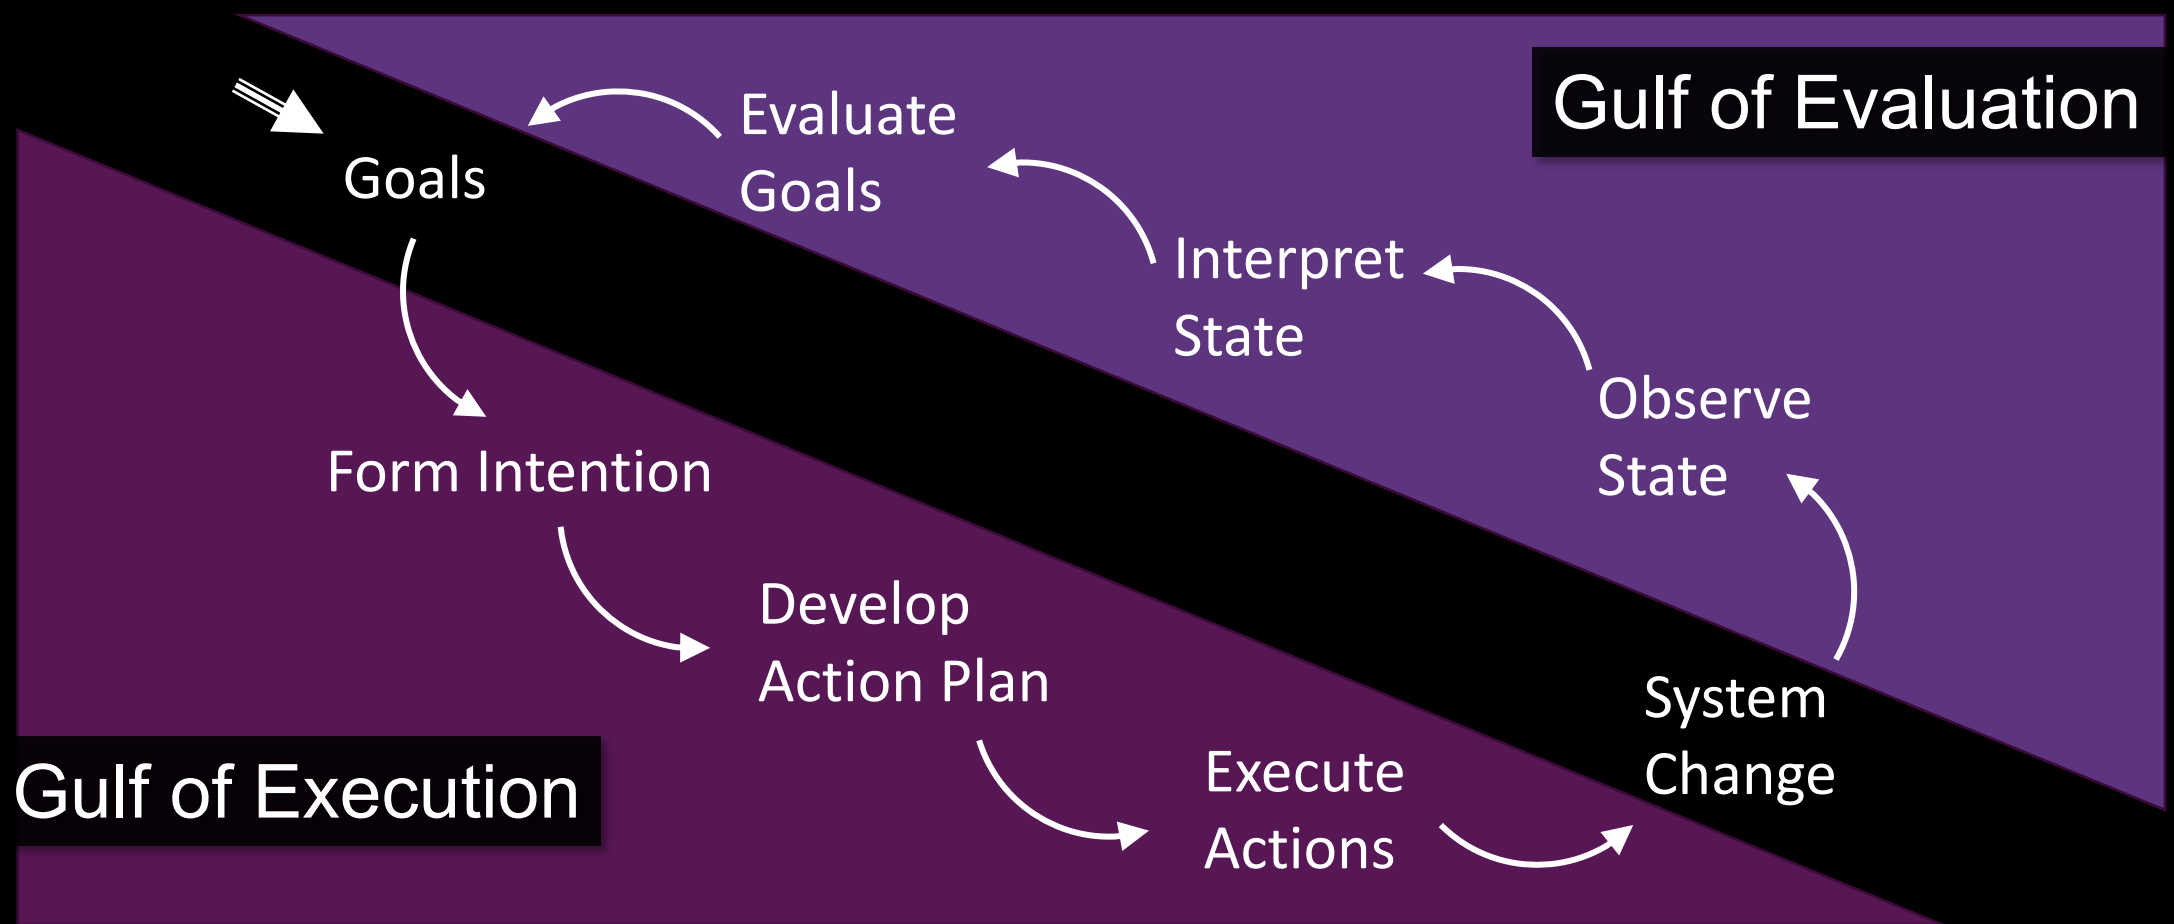 Gulf of Evaluation
Goals
Evaluate
Goals
Interpret
State
Observe
State
Form Intention
Develop
Action Plan
Execute
Actions
System
Change
Gulf of Execution